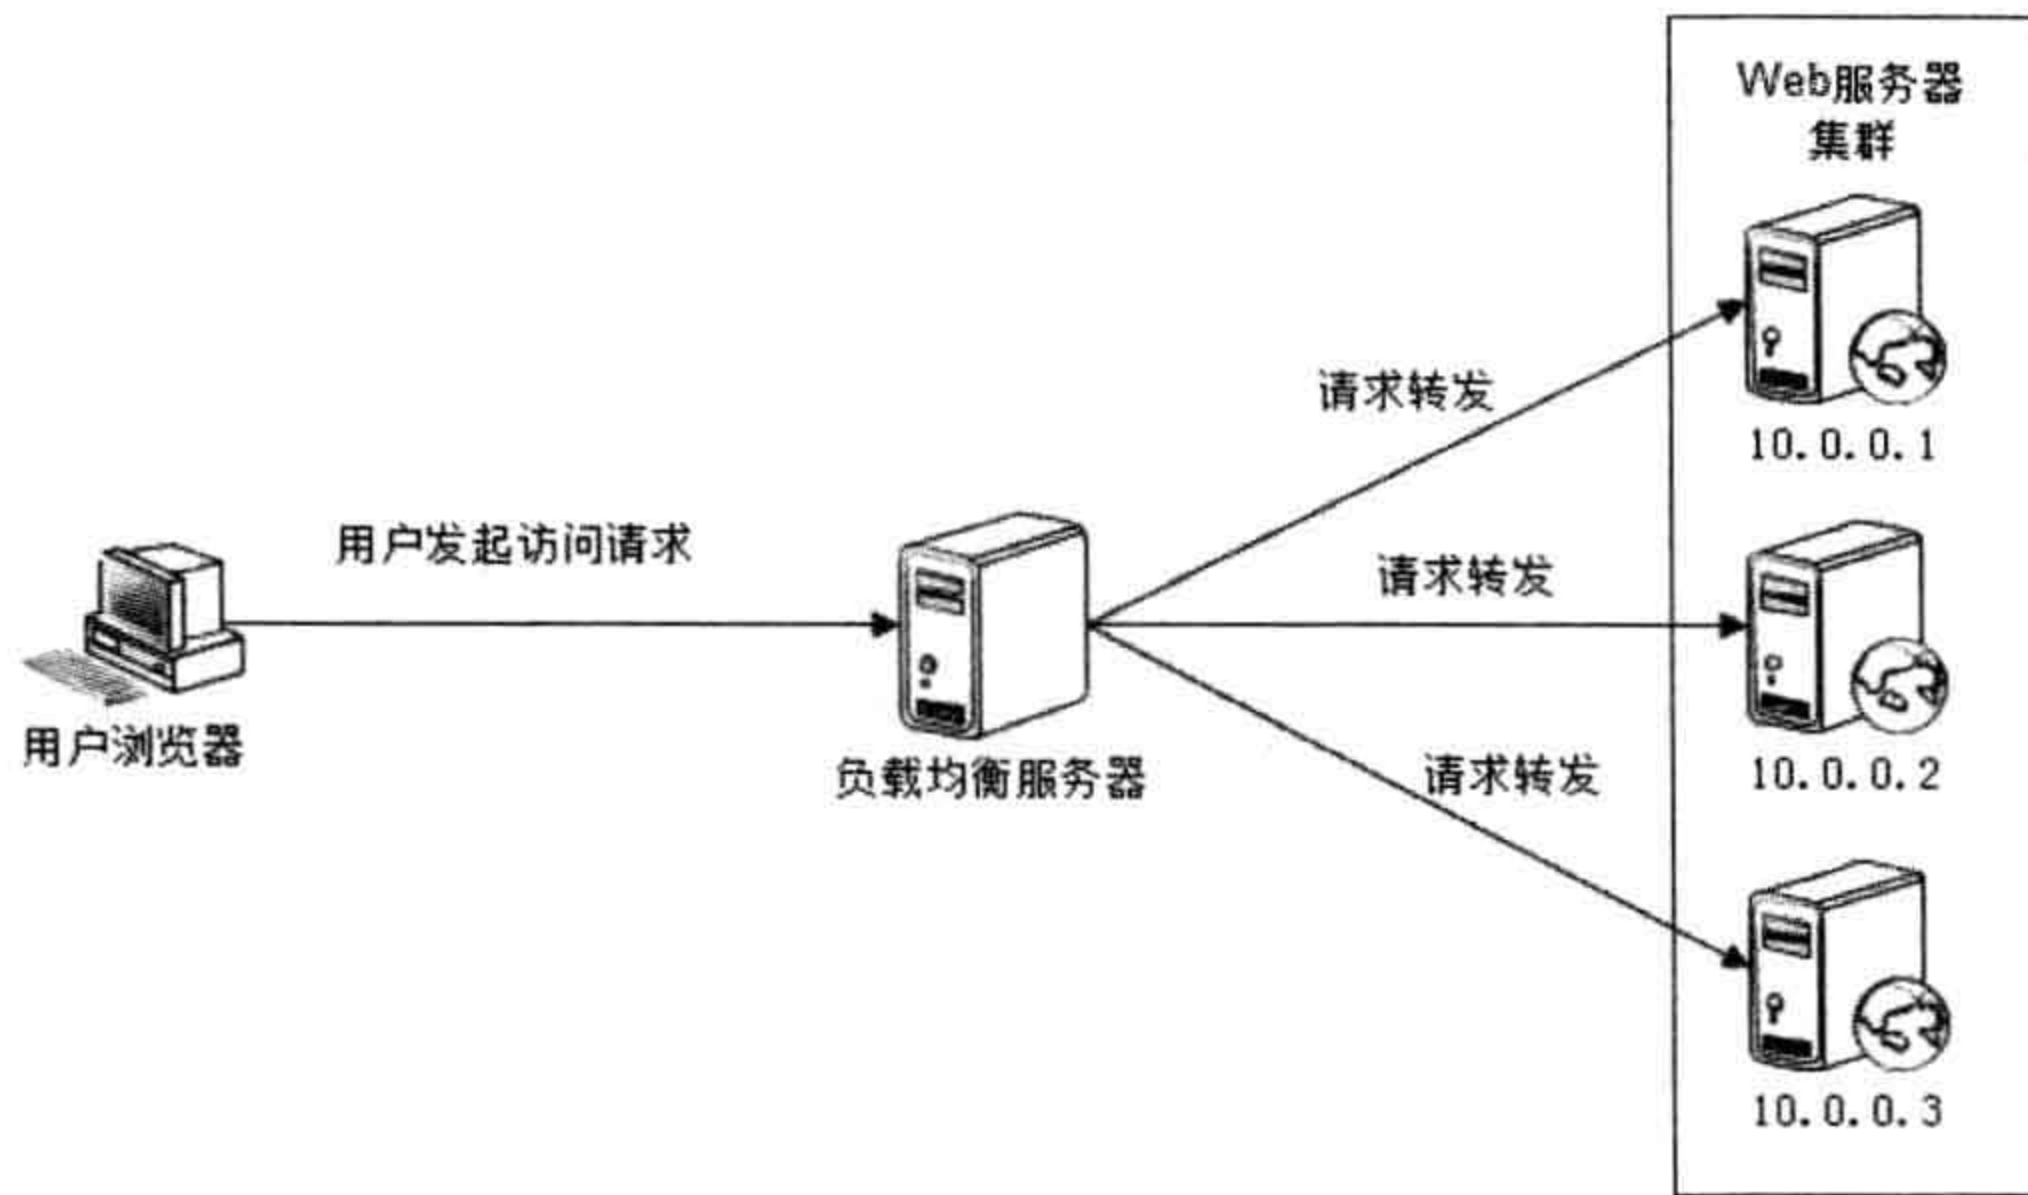 Web服务器
集群
请求转发
10.0.0.1
用户发起访问请求
请求转发
用户浏览器
负载均衡服务器
请求转发
10.0.0.2
10.0.0.3